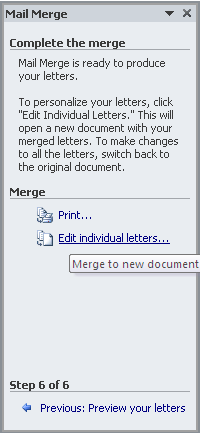 Mail Merge
Complete the merge
Mail Merge is ready to produce
your letters.
To personalize your letters, click
"Edit Individual Letters." This will
open a new document with your
merged letters. To make changes
to all the letters, switch back to
the original document.
Merge
Print...
Edit individual letters...
Merge to new document
Step 6 of 6
Previous: Preview your letters